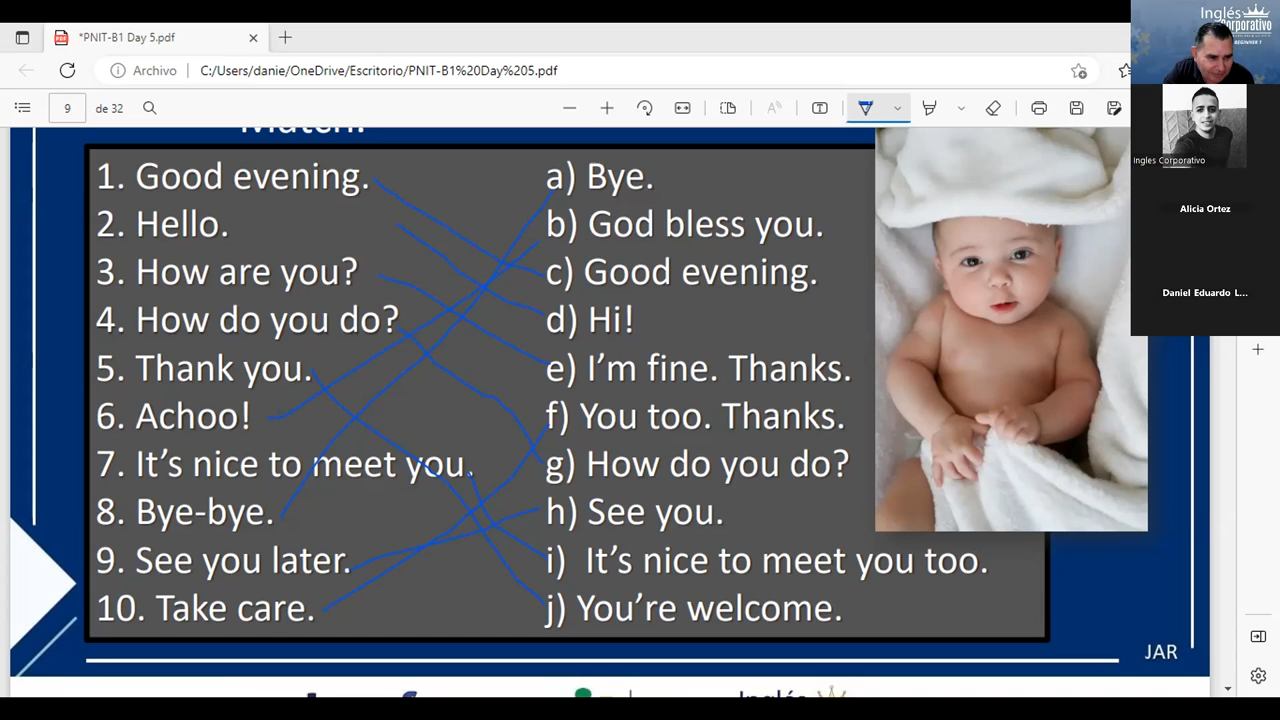 *PNIT-B1 Day 5.pdf
Archivo
C:/Users/danie/OneDrive/Escritorio/PNIT-B1%20Day%205.pdf
9 de 32
1. Good evening.
2. Hello.
3. How are you?
4. How do you do?
5. Thank you.
6. Achoo!
7. It's nice to meet you.
8. Bye-bye.
9. See you later.
10. Take care.
a) Bye.
b) God bless you.
c) Good evening.
d) Hi!
e) I'm fine. Thanks.
f) You too. Thanks.
g) How do you do?
h) See you.
i) It's nice to meet you too.
j) You're welcome.
JAR
Inglés
Corporativo
BEGINNER 1
Ingles Corporativo
Alicia Ortez
Daniel Eduardo L...